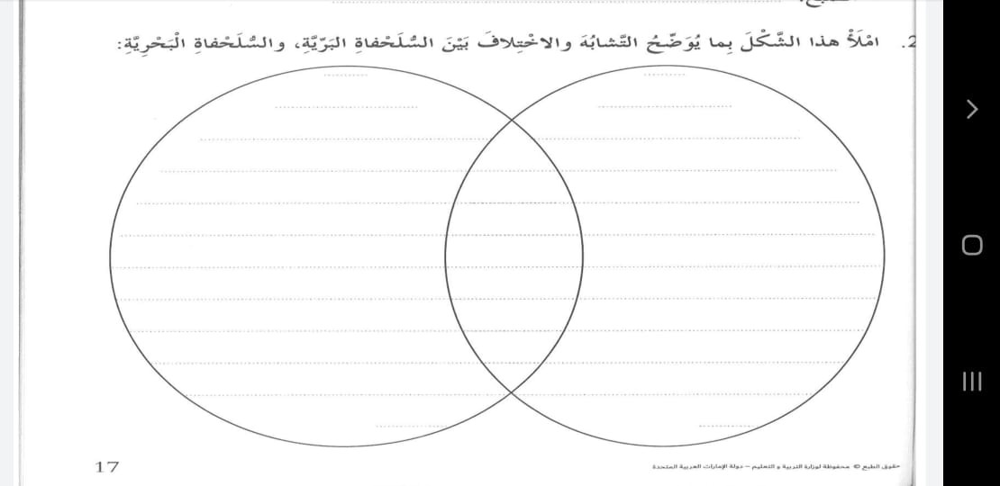 2. امْلَأْ هذا الشَّكْلَ بِما يُوَضِّحُ التَّشابُهَ والاخْتِلافَ بَيْنَ السُّلَحْفاةِ البَرِّيَّةِ، والسُّلَحْفاةِ الْبَحْرِيَّةِ:
حقوق الطبع © محفوظة لوزارة التربية و التعليم – دولة الإمارات العربية المتحدة
17